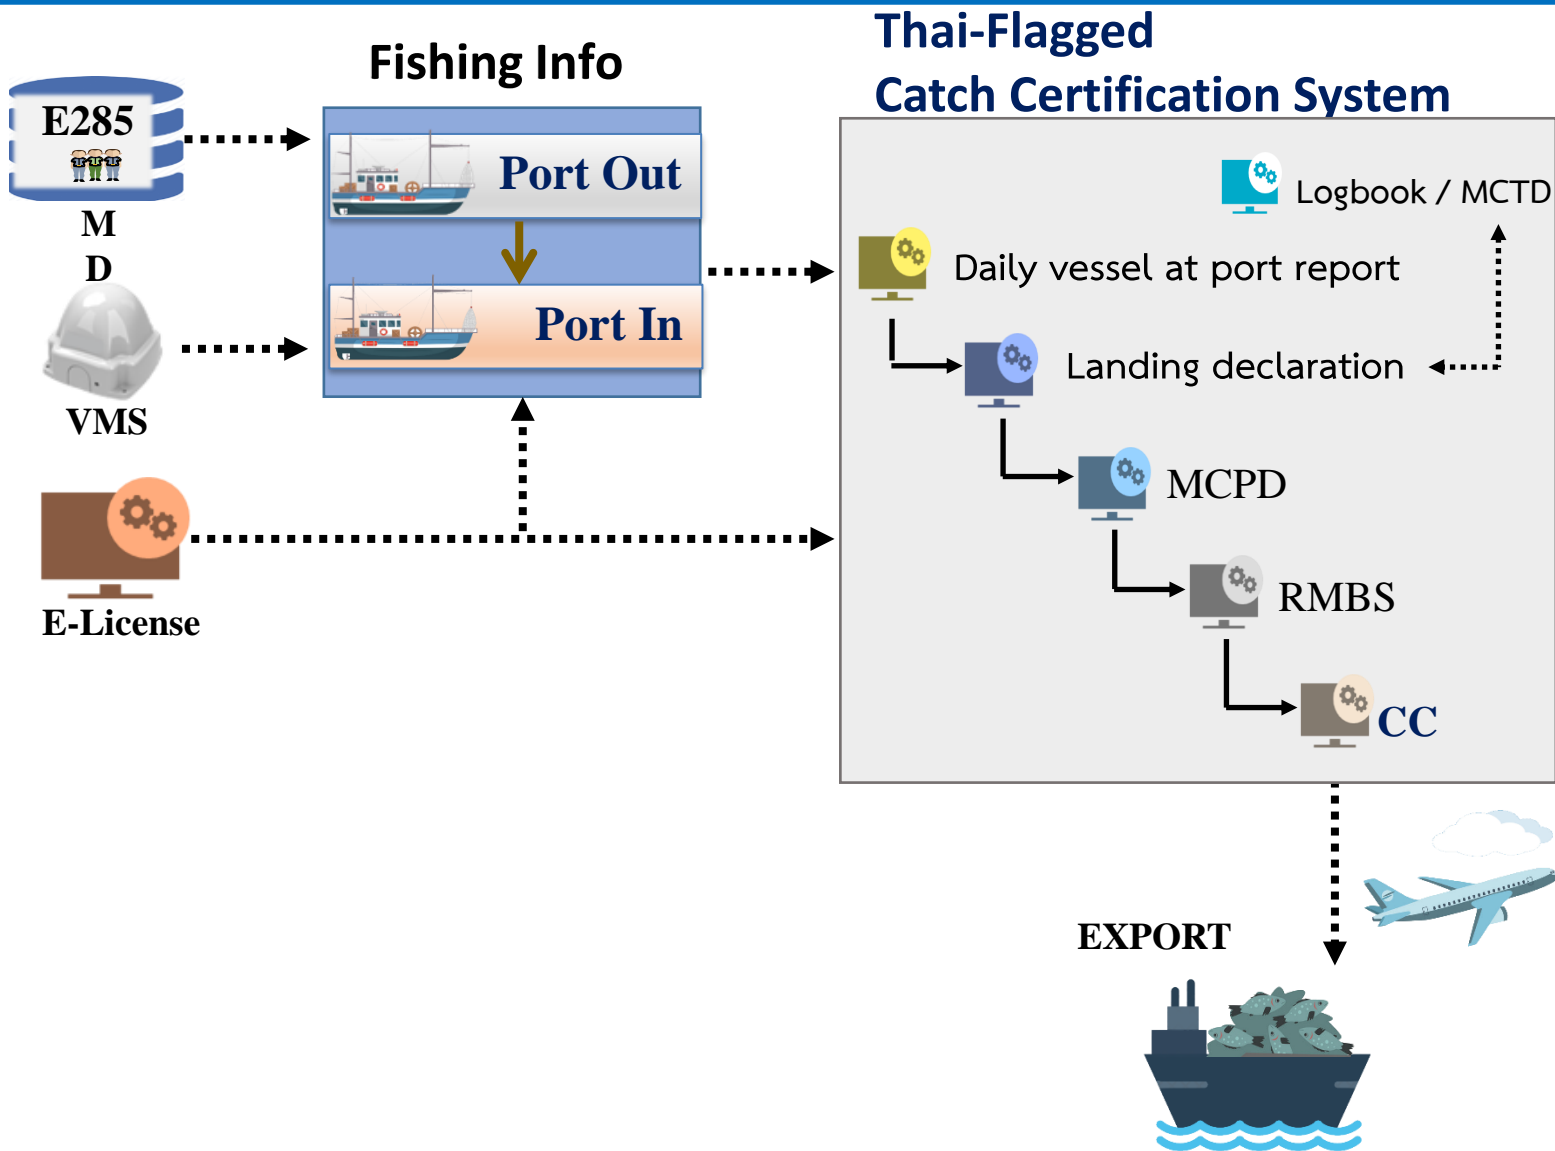 Thai-Flagged
Catch Certification System
Fishing Info
E285
M
D
VMS
E-License
Port Out
Port In
Logbook / MCTD
Daily vessel at port report
Landing declaration
MCPD
RMBS
CC
EXPORT